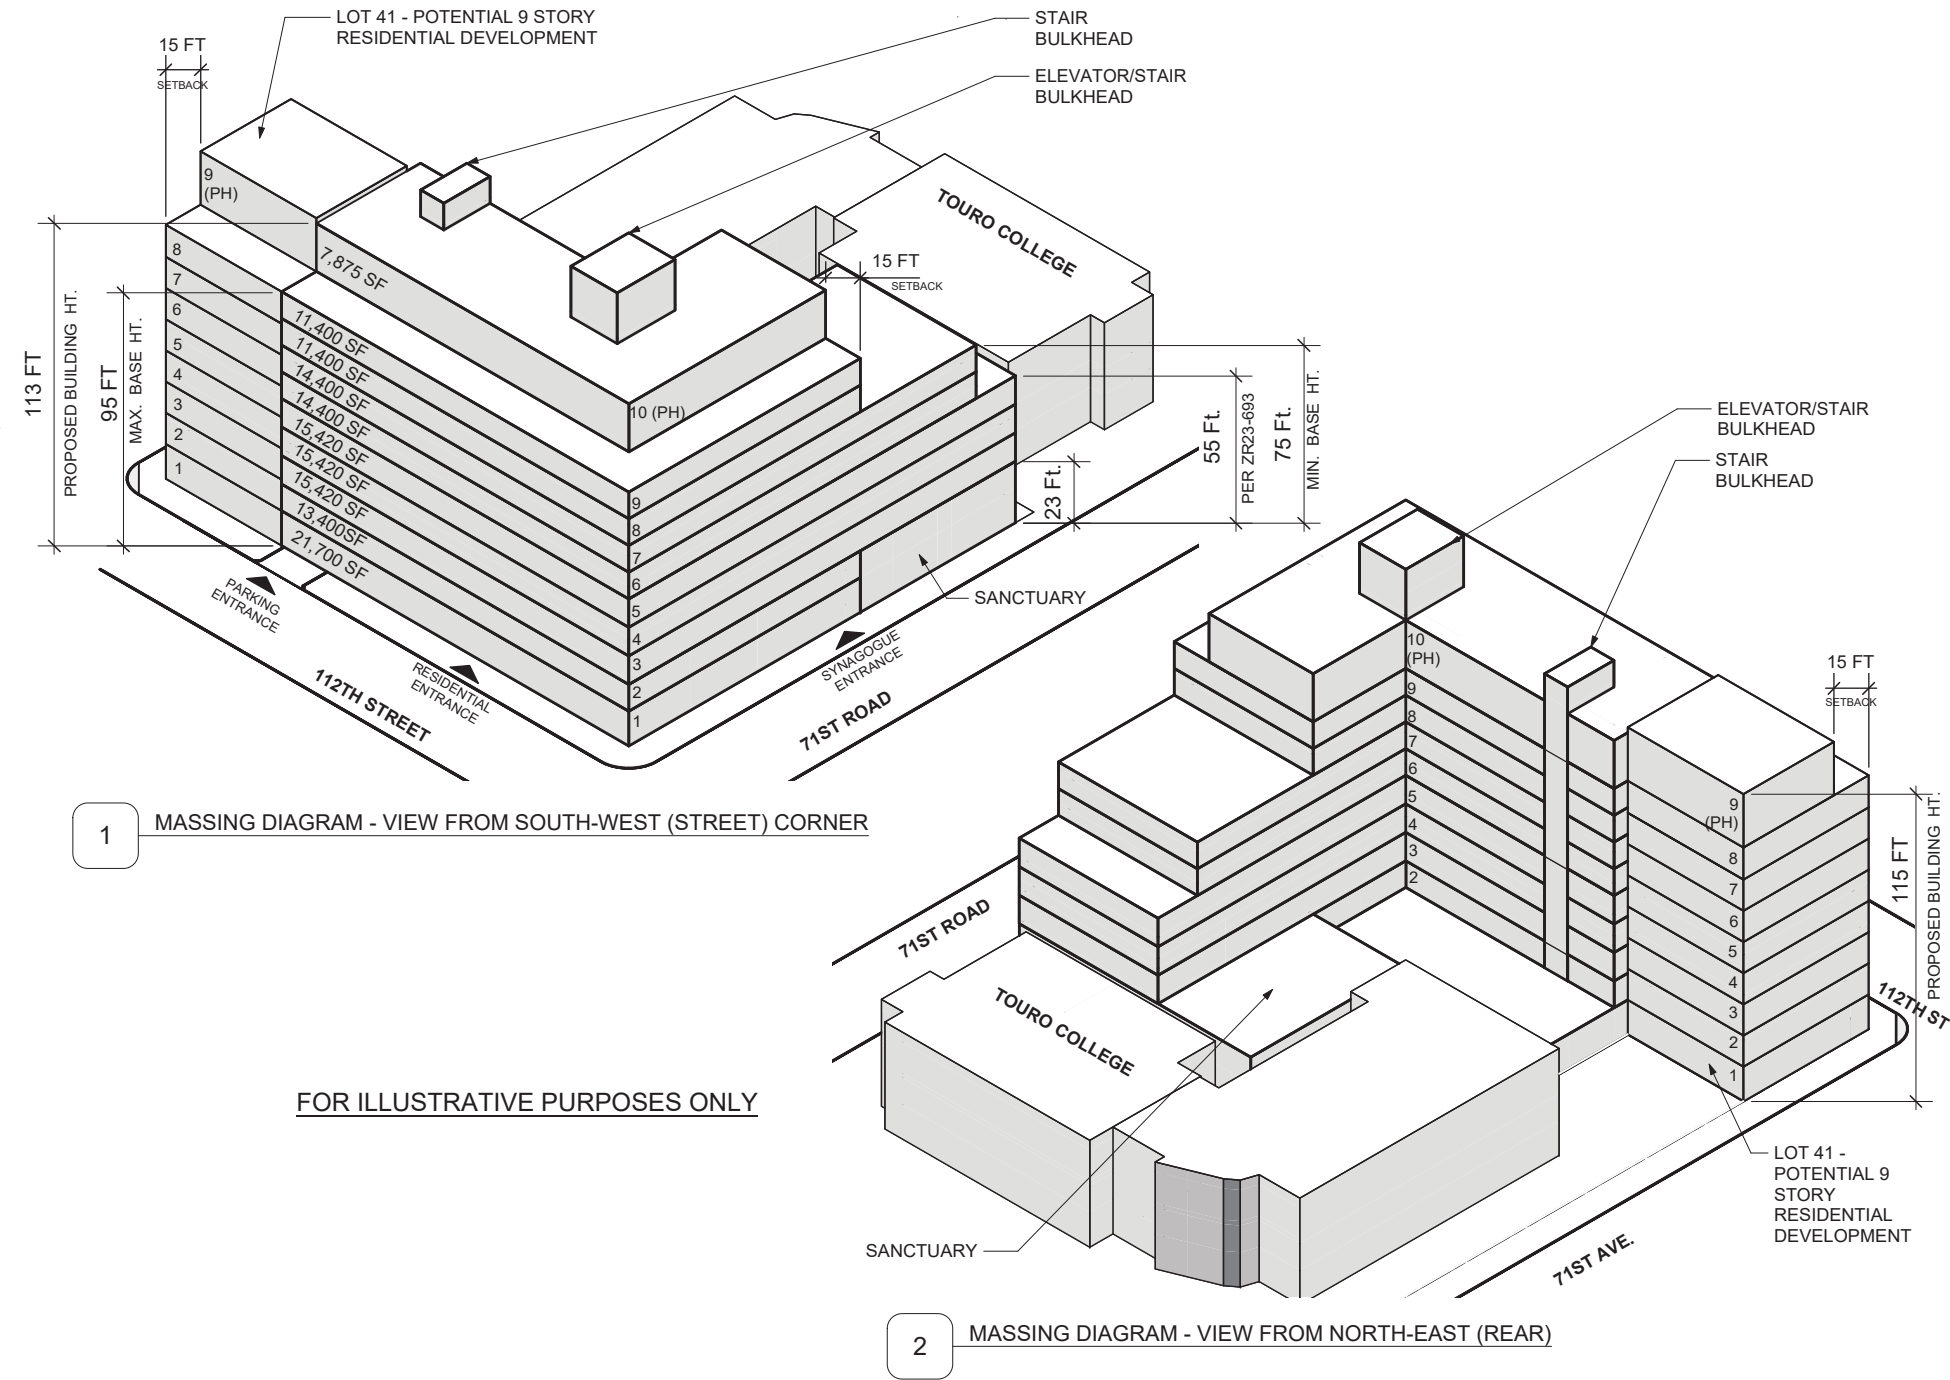 LOT 41 - POTENTIAL 9 STORY
RESIDENTIAL DEVELOPMENT
STAIR
BULKHEAD
ELEVATOR/STAIR
BULKHEAD
15 FT
SETBACK
9
(PH)
TOURO COLLEGE
15 FT
SETBACK
8
7
6
5
4
3
2
1
113 FT
PROPOSED BUILDING HT.
95 FT
MAX. BASE HT.
7,875 SF
11,400 SF
11,400 SF
14,400 SF
14,400 SF
15,420 SF
15,420 SF
15,420 SF
13,400SF
21,700 SF
10 (PH)
9
8
7
6
5
4
3
2
1
23 Ft.
55 Ft.
PER ZR23-693
75 Ft.
MIN. BASE HT.
SANCTUARY
PARKING
ENTRANCE
RESIDENTIAL
ENTRANCE
SYNAGOGUE
ENTRANCE
112TH STREET
71ST ROAD
1
MASSING DIAGRAM - VIEW FROM SOUTH-WEST (STREET) CORNER
FOR ILLUSTRATIVE PURPOSES ONLY
ELEVATOR/STAIR
BULKHEAD
STAIR
BULKHEAD
15 FT
SETBACK
10
(PH)
9
8
7
6
5
4
3
2
9
(PH)
8
7
6
5
4
3
2
1
115 FT
PROPOSED BUILDING HT.
71ST ROAD
112TH ST
TOURO COLLEGE
SANCTUARY
LOT 41 -
POTENTIAL 9
STORY
RESIDENTIAL
DEVELOPMENT
71ST AVE.
2
MASSING DIAGRAM - VIEW FROM NORTH-EAST (REAR)